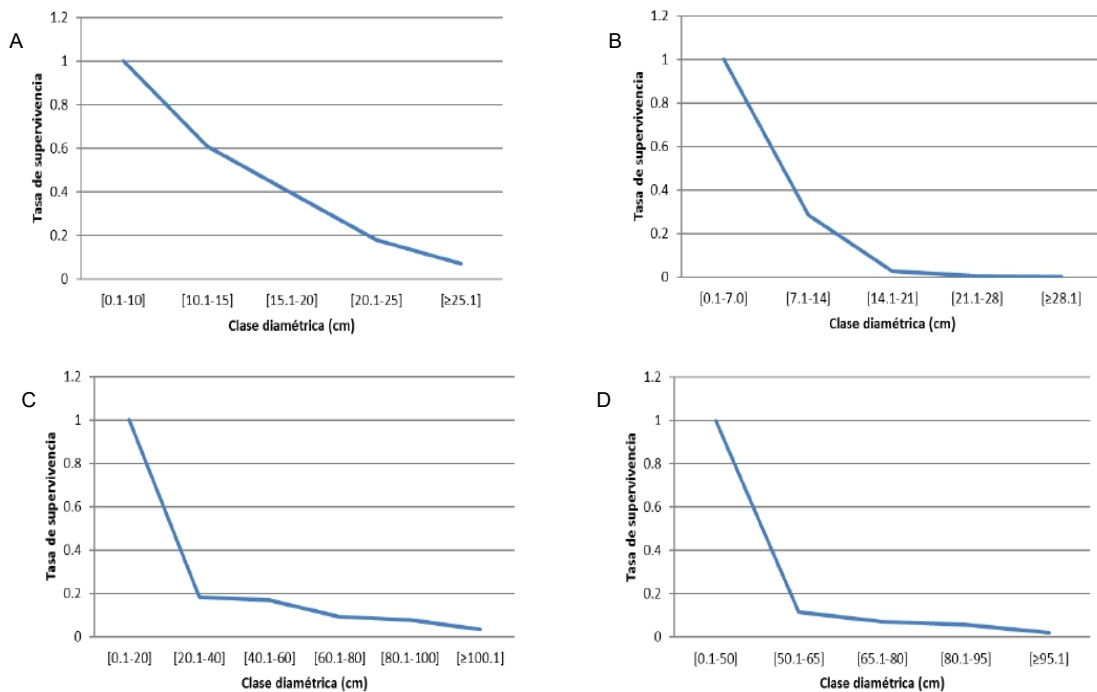 A
Tasa de supervivencia
1.2
1
0.8
0.6
0.4
0.2
0
[0.1-10] [10.1-15] [15.1-20] [20.1-25] [≥25.1]
Clase diamétrica (cm)
B
Tasa de supervivencia
1.2
1
0.8
0.6
0.4
0.2
0
[0.1-7.0] [7.1-14] [14.1-21] [21.1-28] [≥28.1]
Clase diamétrica (cm)
C
Tasa de supervivencia
1.2
1
0.8
0.6
0.4
0.2
0
[0.1-20] [20.1-40] [40.1-60] [60.1-80] [80.1-100] [≥100.1]
Clase diamétrica (cm)
D
Tasa de supervivencia
1.2
1
0.8
0.6
0.4
0.2
0
[0.1-50] [50.1-65] [65.1-80] [80.1-95] [≥95.1]
Clase diamétrica (cm)